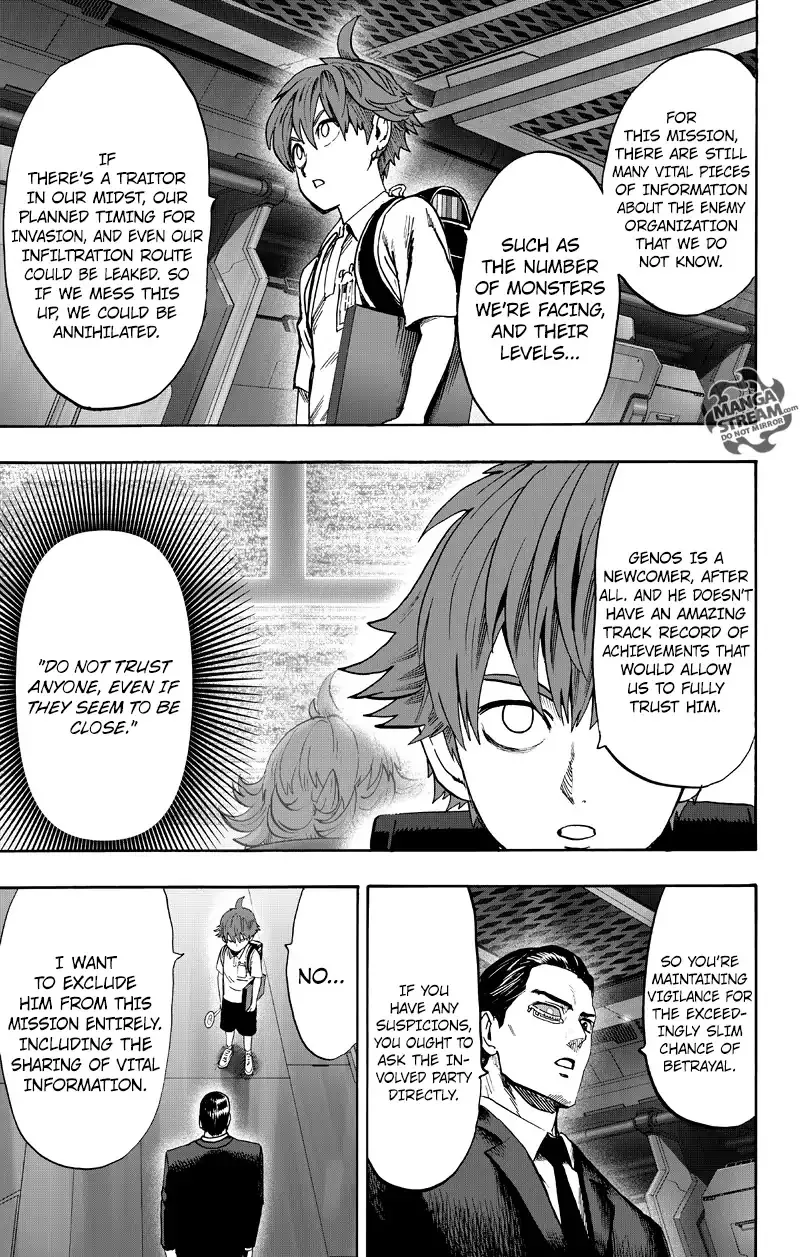 FOR
THIS MISSION,
THERE ARE STILL
MANY VITAL PIECES
OF INFORMATION
ABOUT THE ENEMY
ORGANIZATION
THAT WE DO
NOT KNOW.
SUCH AS
THE NUMBER
OF MONSTERS
WE'RE FACING,
AND THEIR
LEVELS...
IF
THERE'S A TRAITOR
IN OUR MIDST, OUR
PLANNED TIMING FOR
INVASION, AND EVEN OUR
INFILTRATION ROUTE
COULD BE LEAKED. SO
IF WE MESS THIS
UP, WE COULD BE
ANNIHILATED.
MANGA
STREAM.com
DO NOT MIRROR
GENOS IS A
NEWCOMER, AFTER
ALL. AND HE DOESN'T
HAVE AN AMAZING
TRACK RECORD OF
ACHIEVEMENTS THAT
WOULD ALLOW
US TO FULLY
TRUST HIM.
"DO NOT TRUST
ANYONE, EVEN IF
THEY SEEM TO BE
CLOSE."
SO YOU'RE
MAINTAINING
VIGILANCE FOR
THE EXCEED-
INGLY SLIM
CHANCE OF
BETRAYAL.
IF YOU
HAVE ANY
SUSPICIONS,
YOU OUGHT TO
ASK THE IN-
VOLVED PARTY
DIRECTLY.
NO...
I WANT
TO EXCLUDE
HIM FROM THIS
MISSION ENTIRELY.
INCLUDING THE
SHARING OF VITAL
INFORMATION.